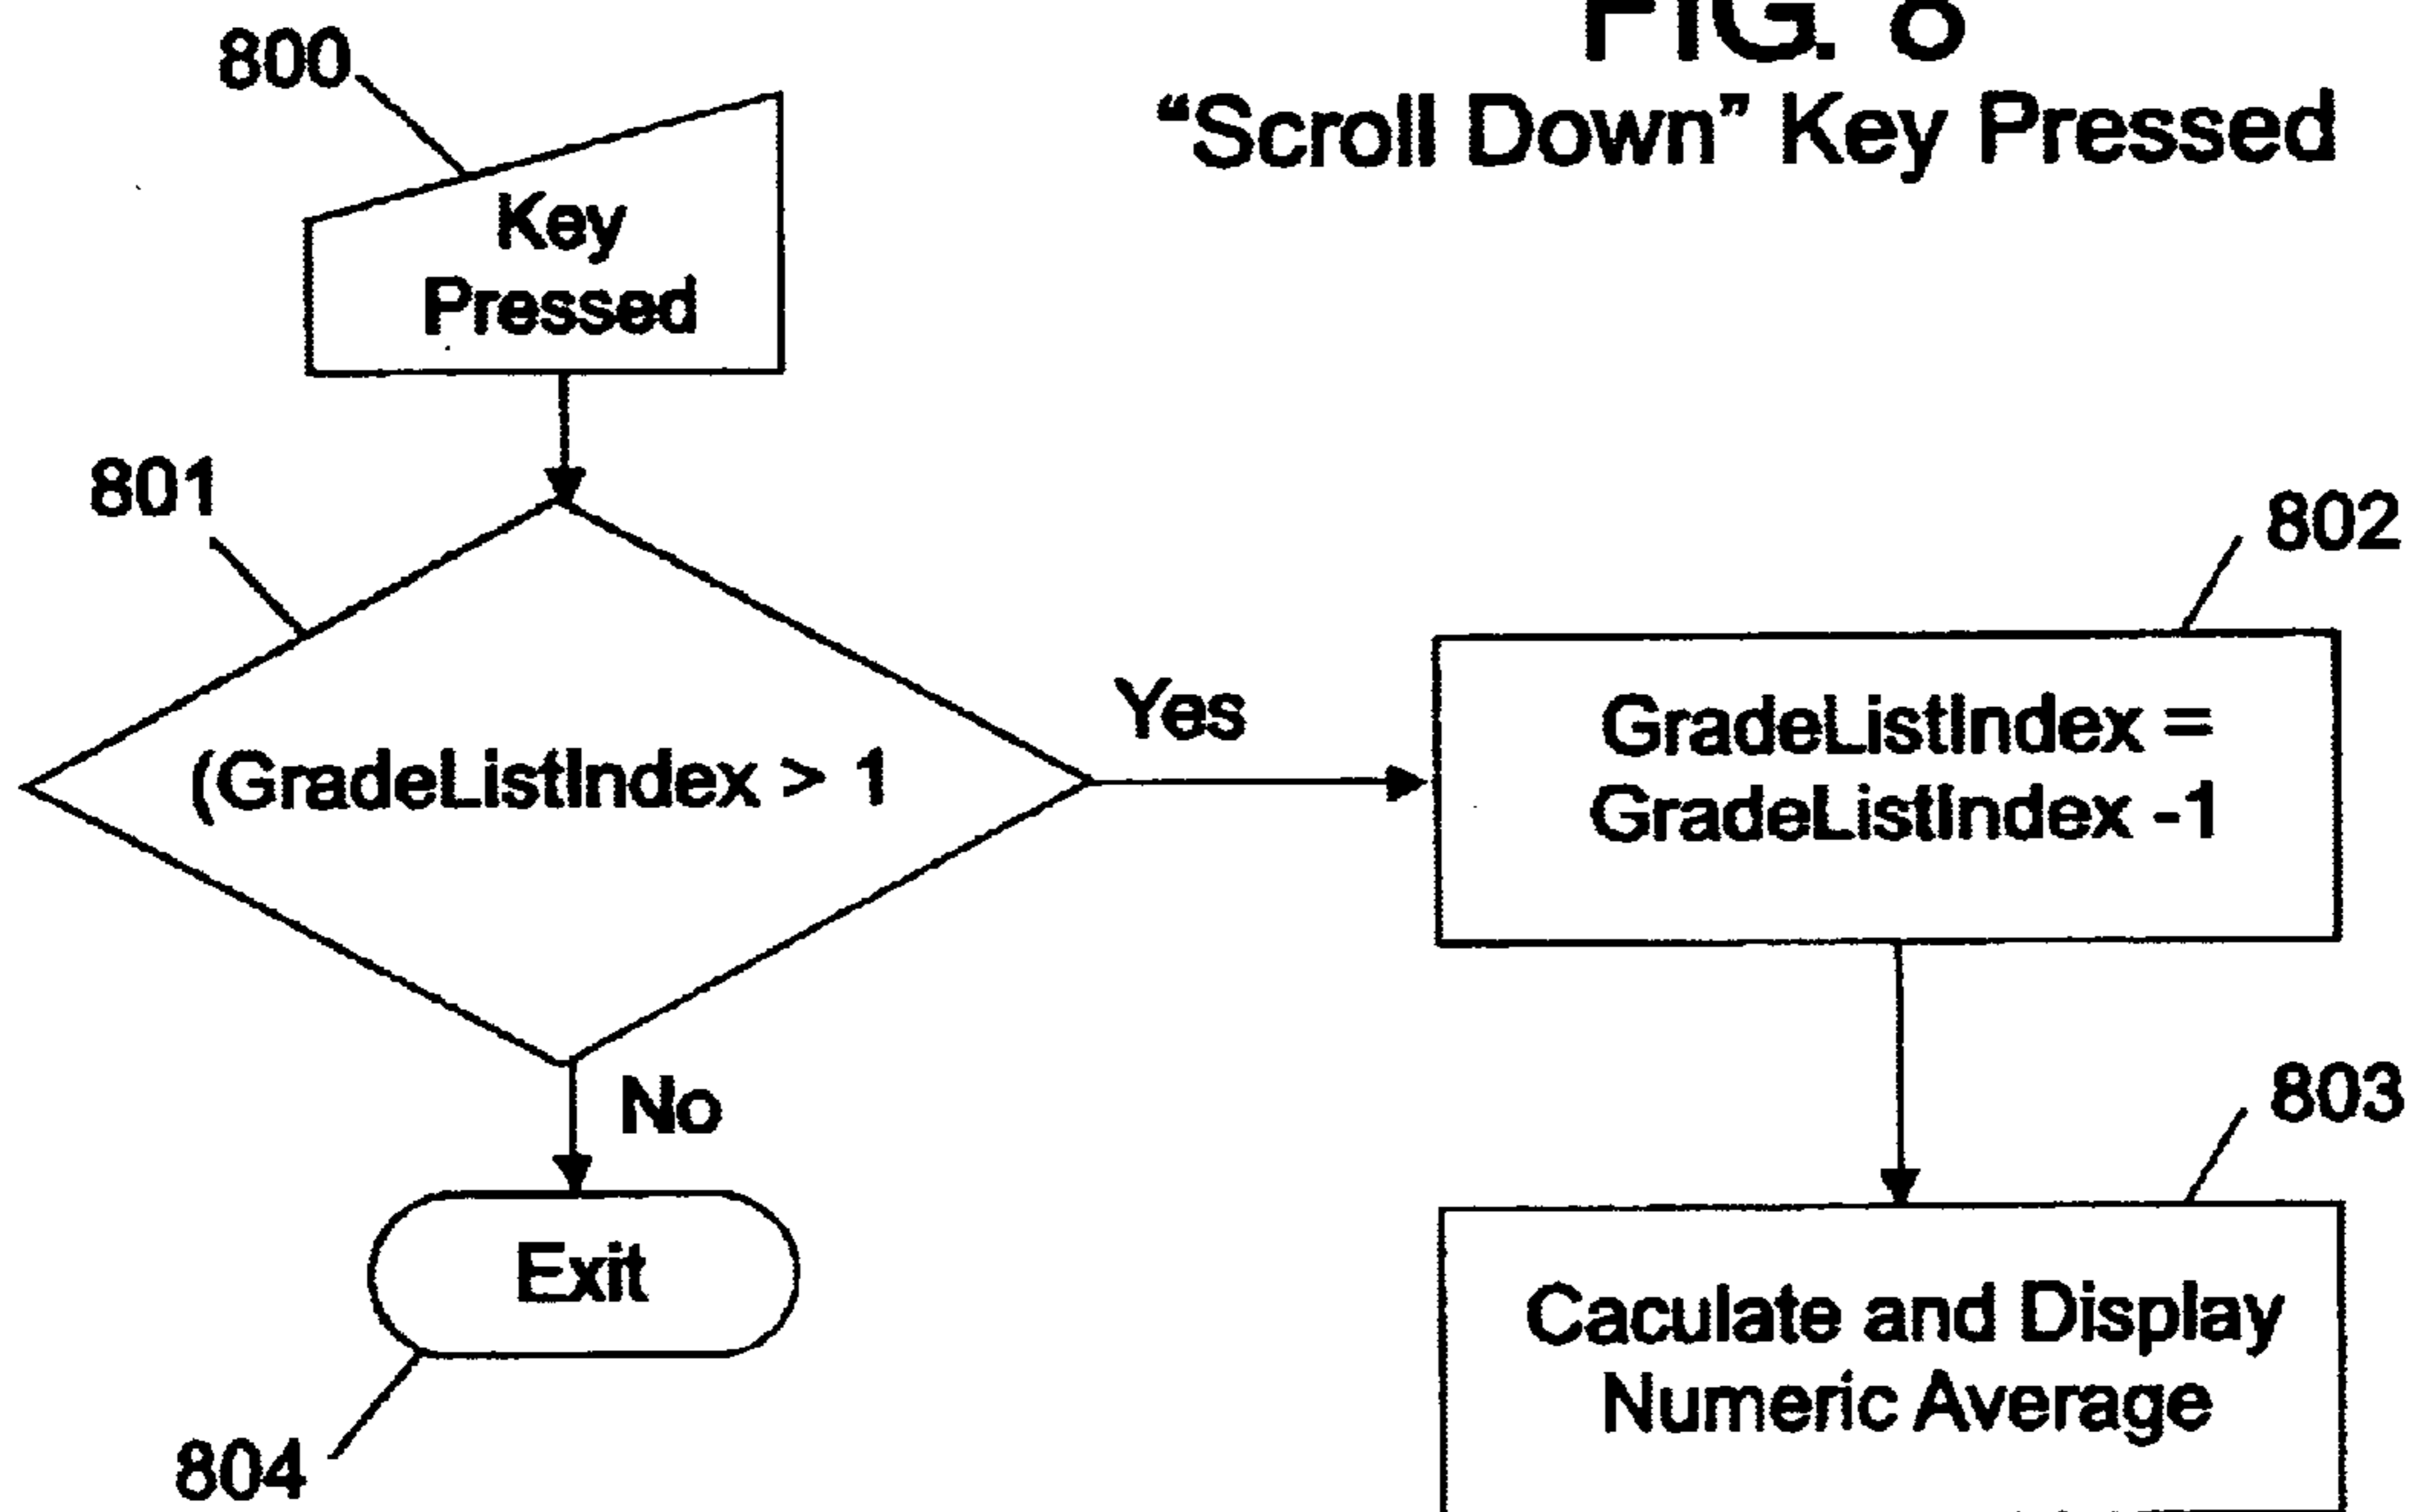 FIG. 8
“Scroll Down” Key Pressed
800
Key
Pressed
801
(GradeListIndex > 1
Yes
802
GradeListIndex =
GradeListIndex -1
No
803
Exit
Caculate and Display
Numeric Average
804